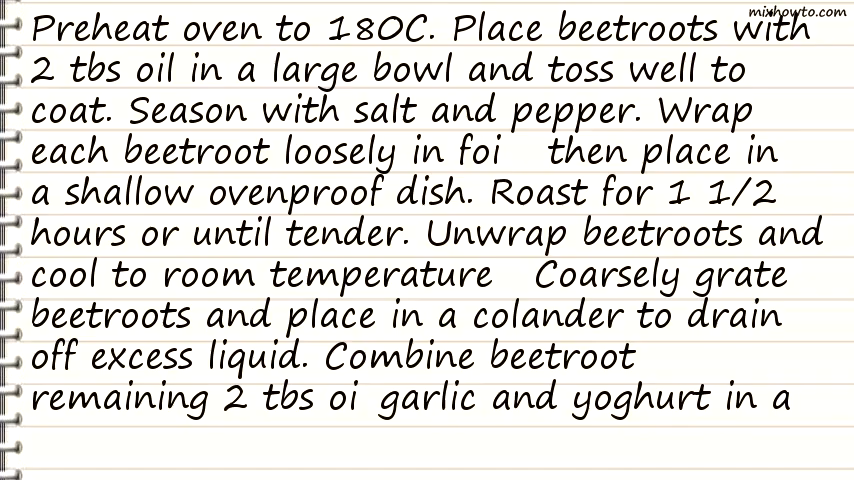 mixhowto.com
Preheat oven to 180C. Place beetroots with
2 tbs oil in a large bowl and toss well to
coat. Season with salt and pepper. Wrap
each beetroot loosely in foi then place in
a shallow ovenproof dish. Roast for 1 1/2
hours or until tender. Unwrap beetroots and
cool to room temperature Coarsely grate
beetroots and place in a colander to drain
off excess liquid. Combine beetroot
remaining 2 tbs oi garlic and yoghurt in a